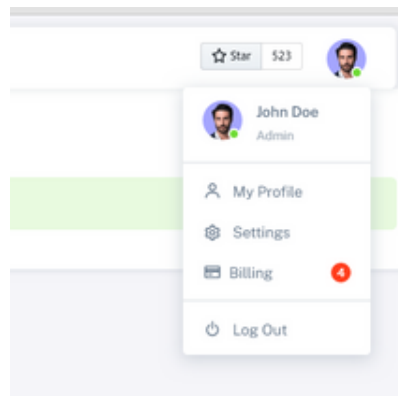 Star 523
John Doe
Admin
My Profile
Settings
Billing 4
Log Out